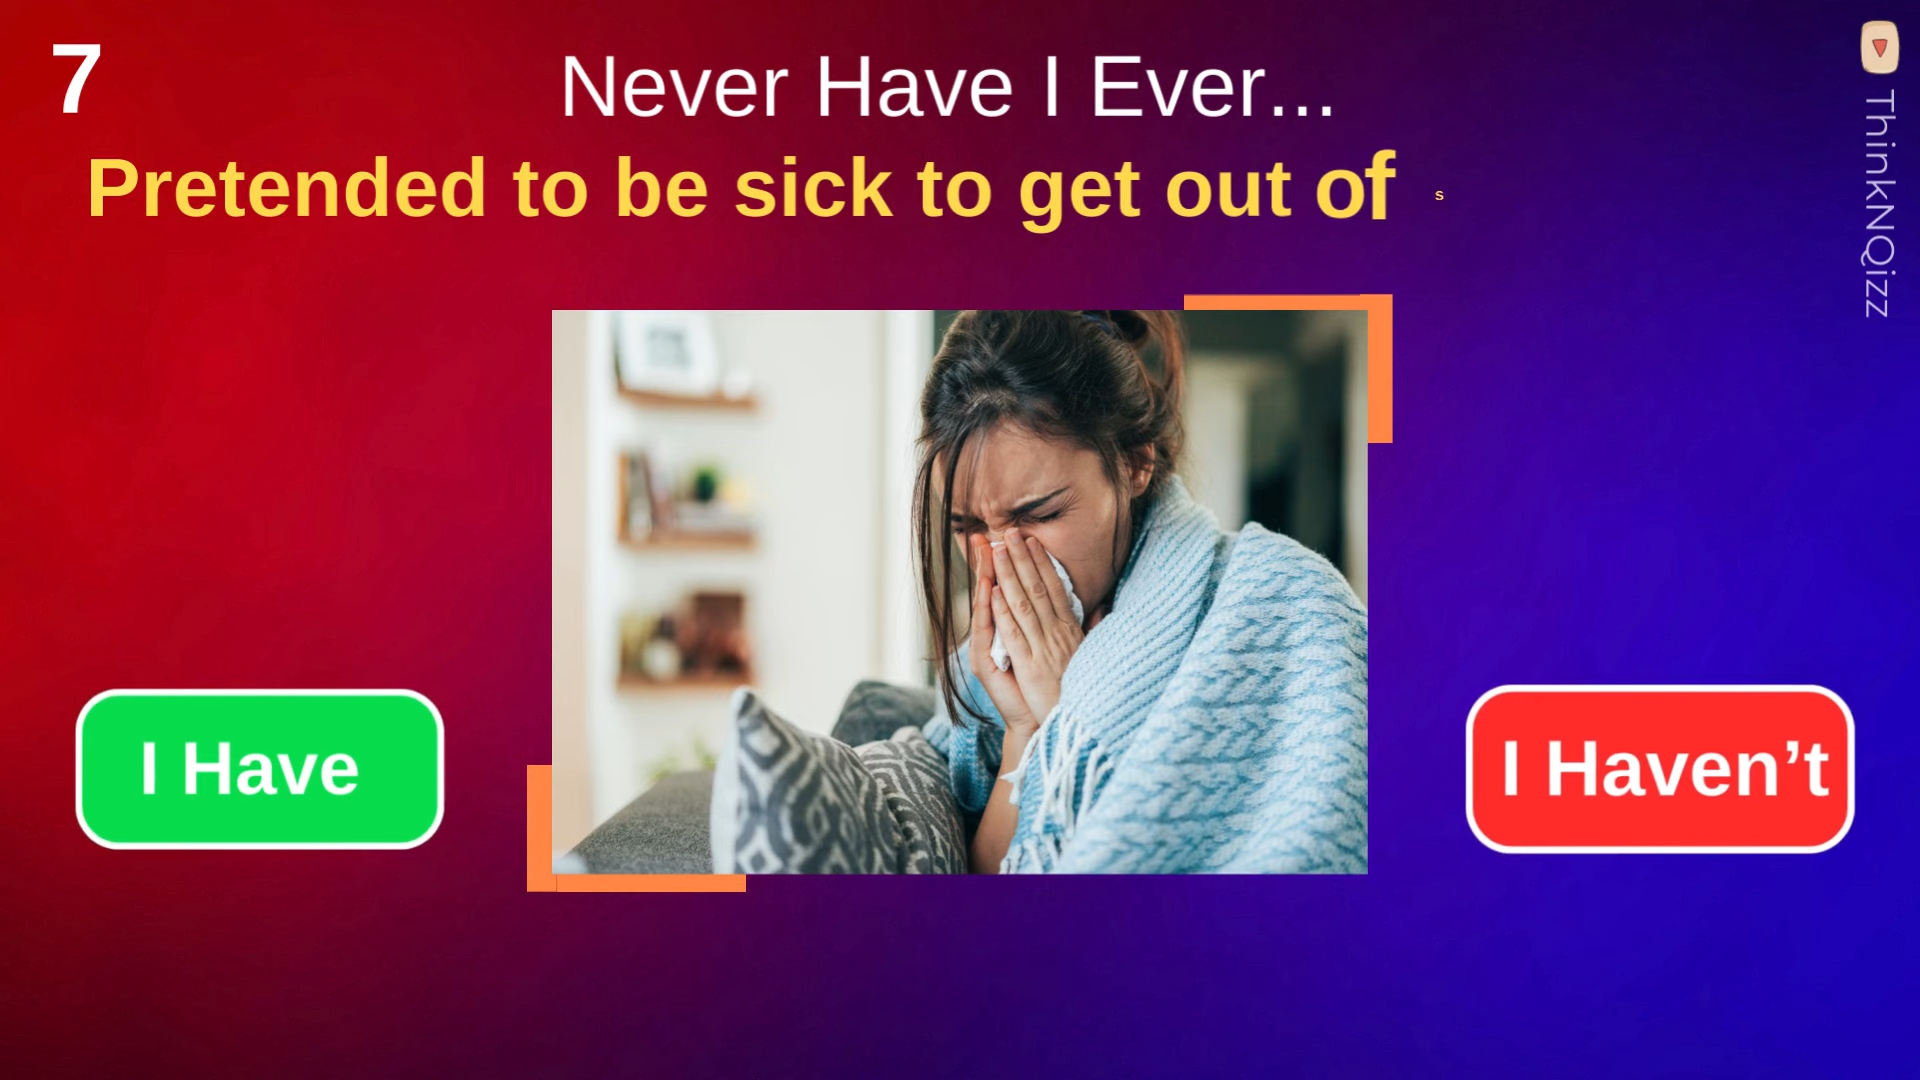 7
Never Have I Ever...
Pretended to be sick to get out of s
I Have
I Haven’t
ThinkNQizz